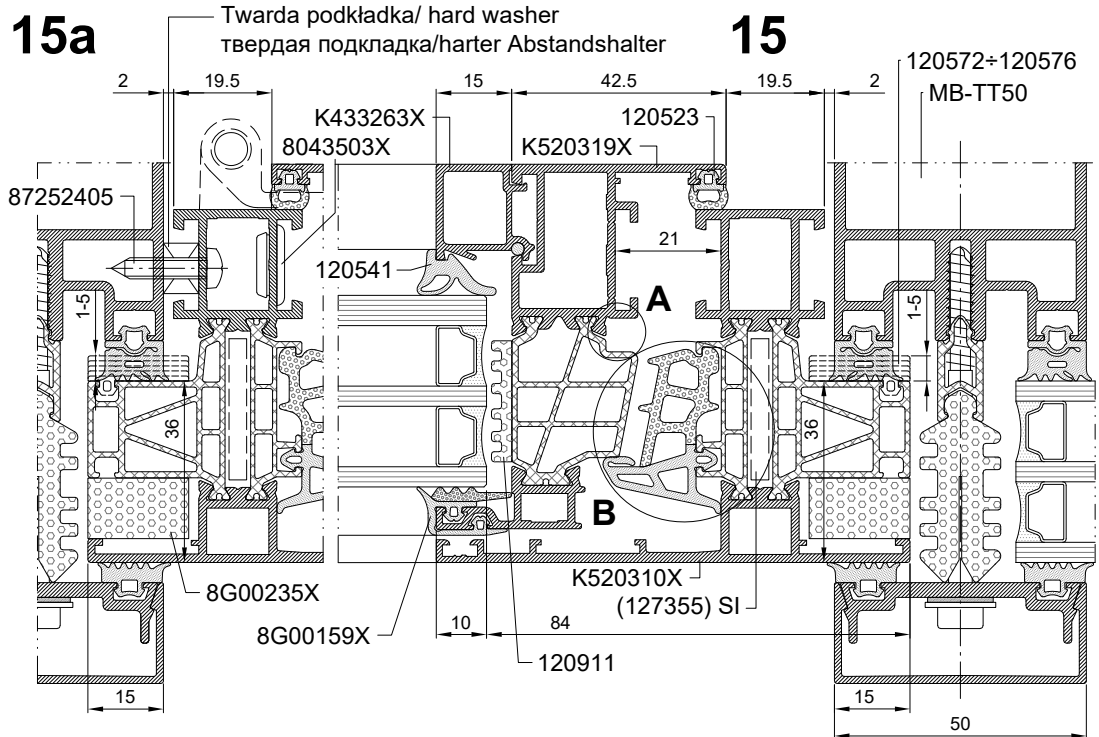 15a
Twarda podkładka/ hard washer
твердая подкладка/harter Abstandshalter
15
120572÷120576
MB-TT50
2
19.5
15
42.5
19.5
2
K433263X
8043503X
120523
K520319X
87252405
120541
21
A
1-5
1-5
36
36
B
8G00235X
K520310X
(127355) SI
8G00159X
10
84
120911
15
15
50